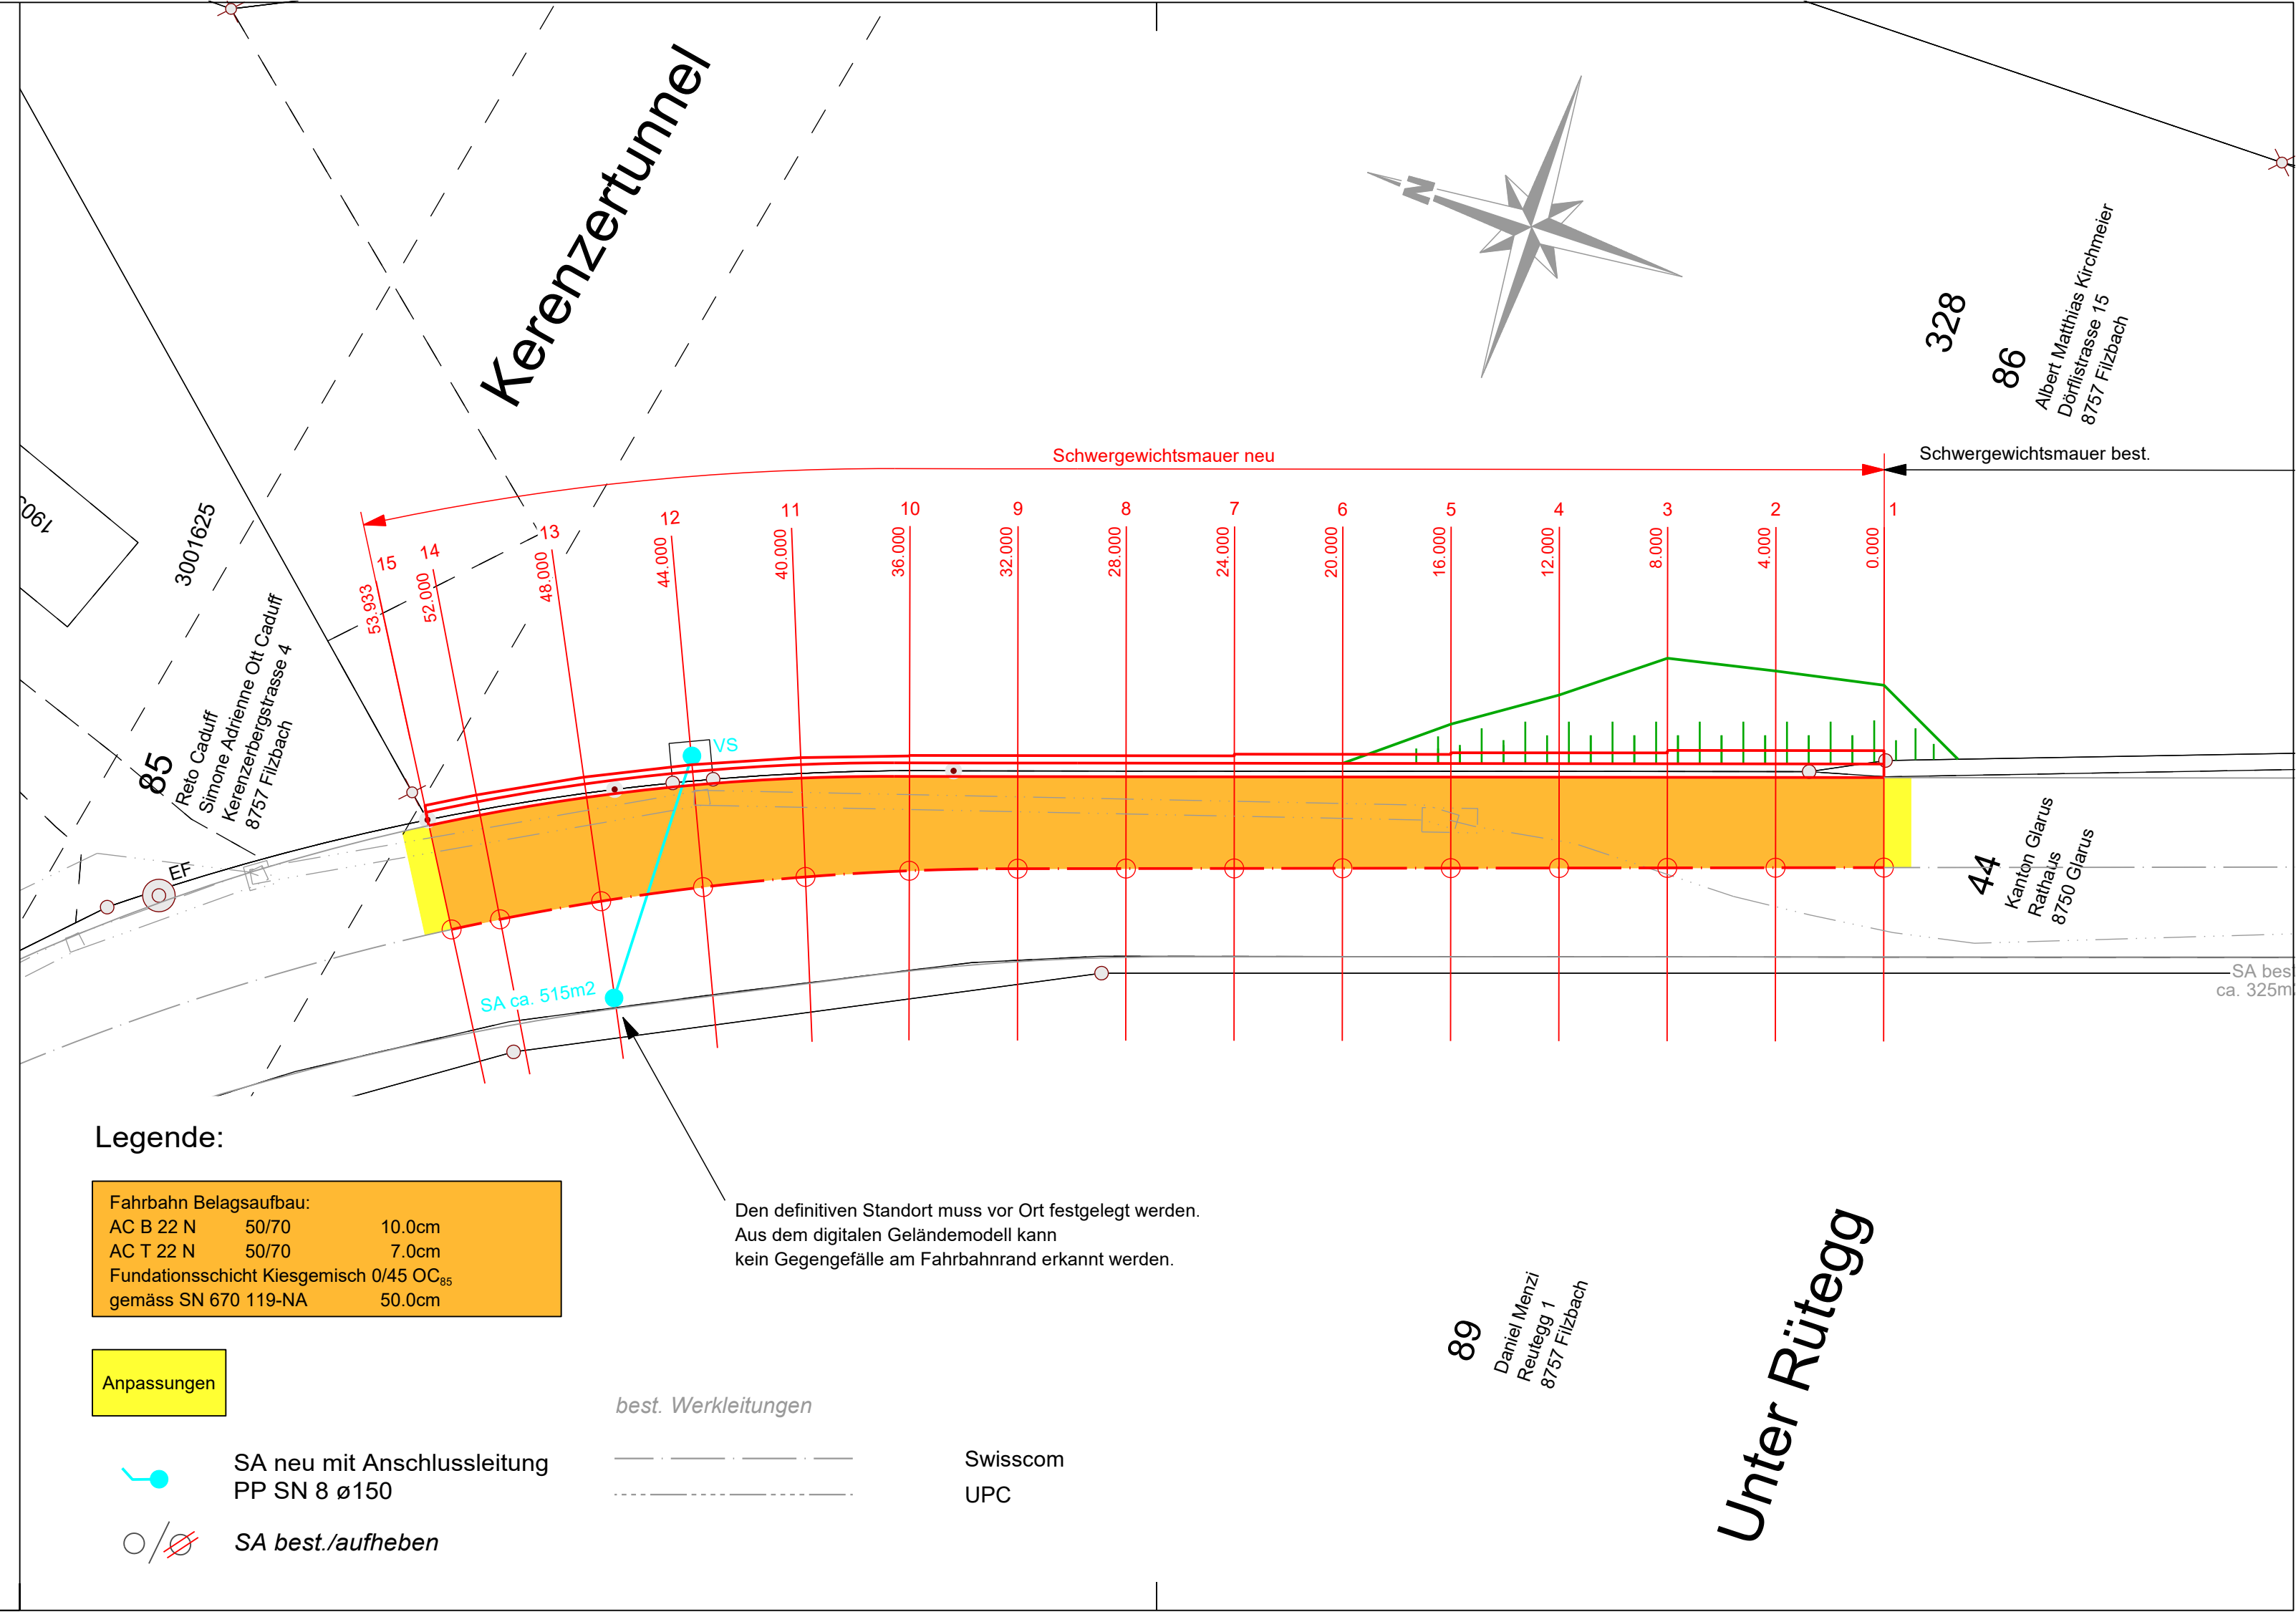 Kerenzertunnel
N
328
86
Albert Matthias Kirchmeier
Dörflistrasse 15
8757 Filzbach
Schwergewichtsmauer neu
Schwergewichtsmauer best.
3001625
15
14
13
12
11
10
9
8
7
6
5
4
3
2
1
53.933
52.000
48.000
44.000
40.000
36.000
32.000
28.000
24.000
20.000
16.000
12.000
8.000
4.000
0.000
85
Reto Caduff
Simone Adrienne Ott Caduff
Kerenzerbergstrasse 4
8757 Filzbach
VS
EF
44
Kanton Glarus
Rathaus
8750 Glarus
SA ca. 515m2
SA bes
ca. 325m
Legende:
Fahrbahn Belagsaufbau:
AC B 22 N 50/70 10.0cm
AC T 22 N 50/70 7.0cm
Fundationsschicht Kiesgemisch 0/45 OC85
gemäss SN 670 119-NA 50.0cm
Den definitiven Standort muss vor Ort festgelegt werden.
Aus dem digitalen Geländemodell kann
kein Gegengefälle am Fahrbahnrand erkannt werden.
89
Daniel Menzi
Reutegg 1
8757 Filzbach
Unter Rütegg
Anpassungen
best. Werkleitungen
SA neu mit Anschlussleitung
PP SN 8 ø150
Swisscom
UPC
SA best./aufheben